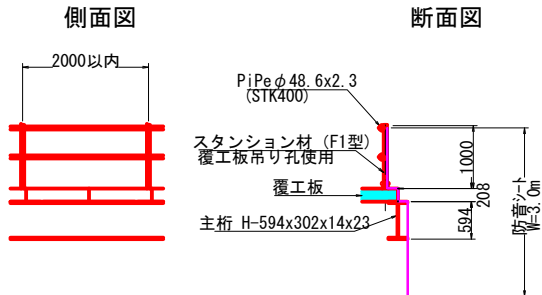 側面図
断面図
2000以内
PiPeφ48.6x2.3
(STK400)
スタンション材 (F1型)
覆工板吊り孔使用
覆工板
主桁 H-594x302x14x23
1000
208
594
防音シート
W=3.0m